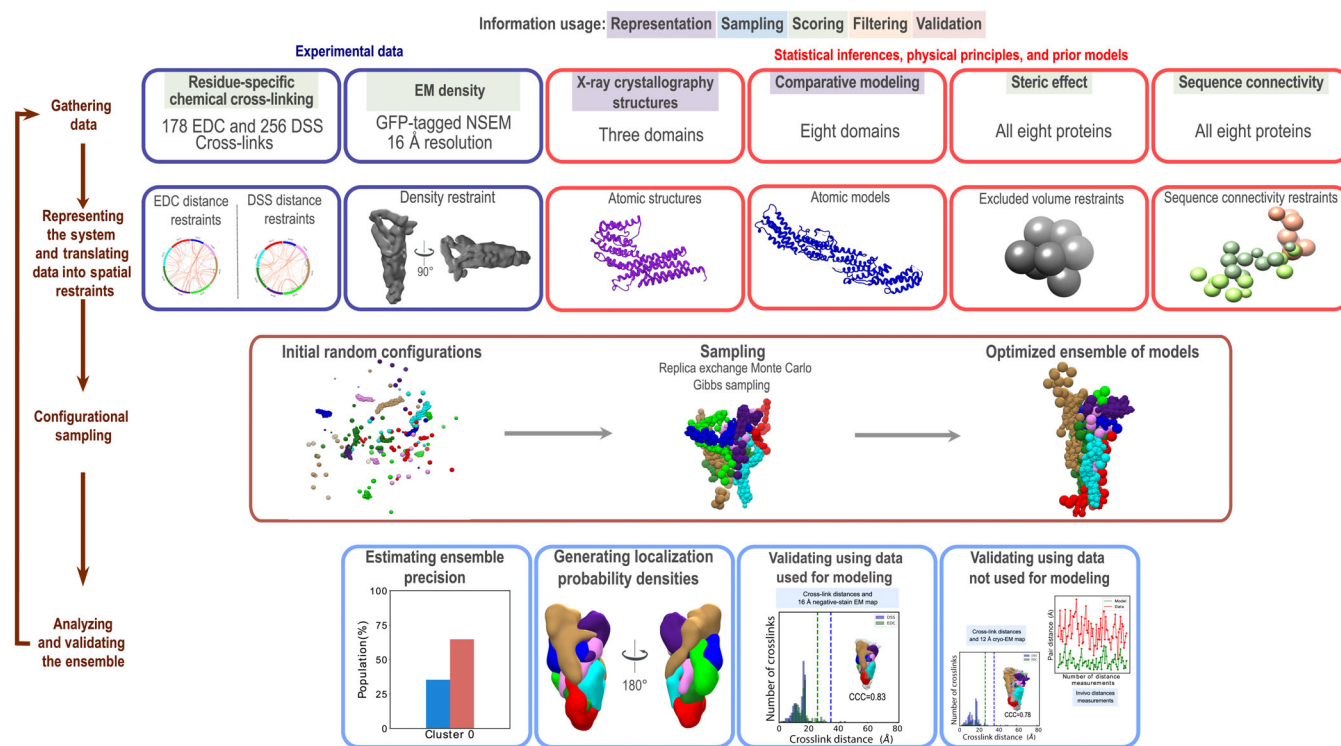 Information usage: Representation Sampling Scoring Filtering Validation
Experimental data
Statistical inferences, physical principles, and prior models
Gathering
data
Residue-specific
chemical cross-linking
178 EDC and 256 DSS
Cross-links
EM density
GFP-tagged NSEM
16 Å resolution
X-ray crystallography
structures
Three domains
Comparative modeling
Eight domains
Steric effect
All eight proteins
Sequence connectivity
All eight proteins
Representing
the system
and translating
data into spatial
restraints
EDC distance
restraints
DSS distance
restraints
Density restraint
90°
Atomic structures
Atomic models
Excluded volume restraints
Sequence connectivity restraints
Configurational
sampling
Initial random configurations
Sampling
Replica exchange Monte Carlo
Gibbs sampling
Optimized ensemble of models
Analyzing
and validating
the ensemble
Estimating ensemble
precision
Population(%)
100
75
50
25
0
Cluster 0
Generating localization
probability densities
180°
Validating using data
used for modeling
Cross-link distances and
16 Å negative-stain EM map
DSS
EDC
Number of crosslinks
CCC=0.83
0 20 40 60 80
Crosslink distance (Å)
Validating using data
not used for modeling
Cross-link distances
and 12 Å cryo-EM map
Number of crosslinks
CCC=0.78
0 20 40 60 80
Crosslink distance (Å)
Model
Data
Pair distance (Å)
Number of distance
measurements
Invivo distances
measurements